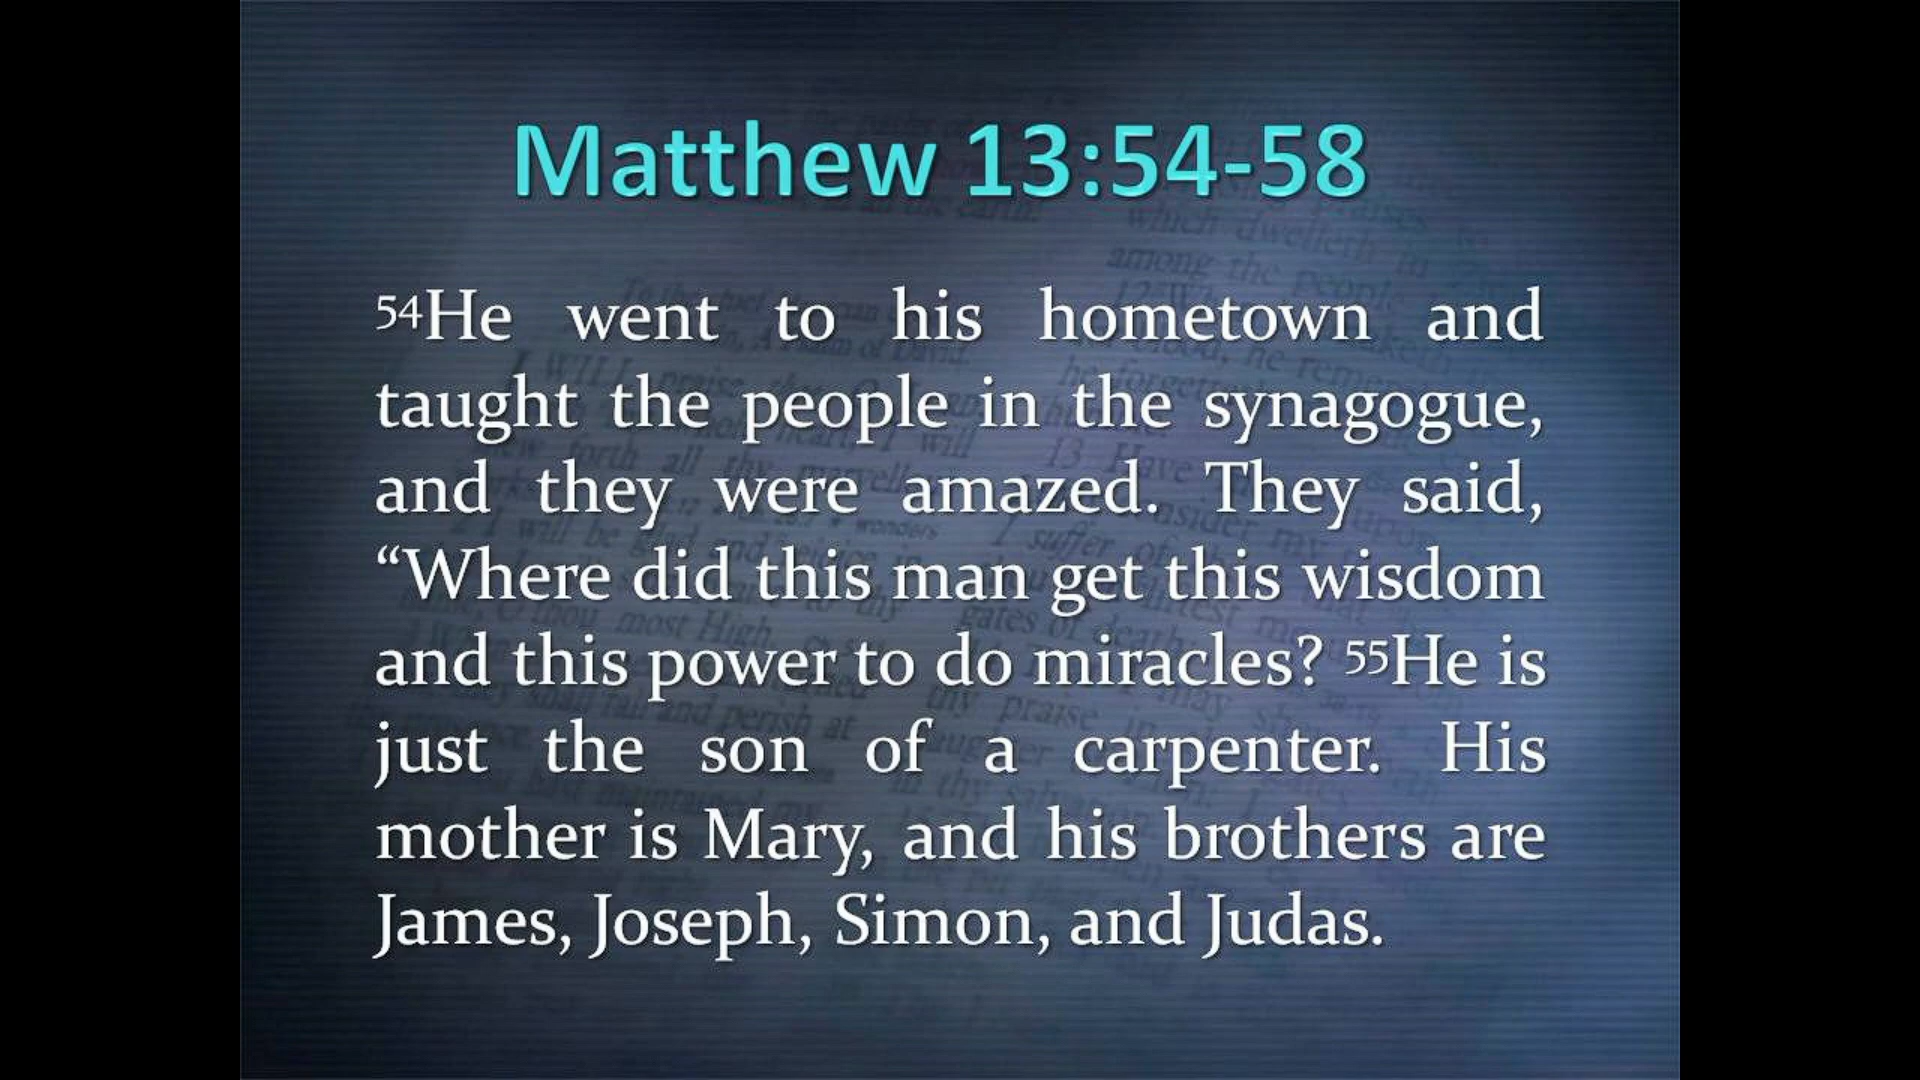 Matthew 13:54-58
54He went to his hometown and
taught the people in the synagogue,
and they were amazed. They said,
“Where did this man get this wisdom
and this power to do miracles? 55He is
just the son of a carpenter. His
mother is Mary, and his brothers are
James, Joseph, Simon, and Judas.